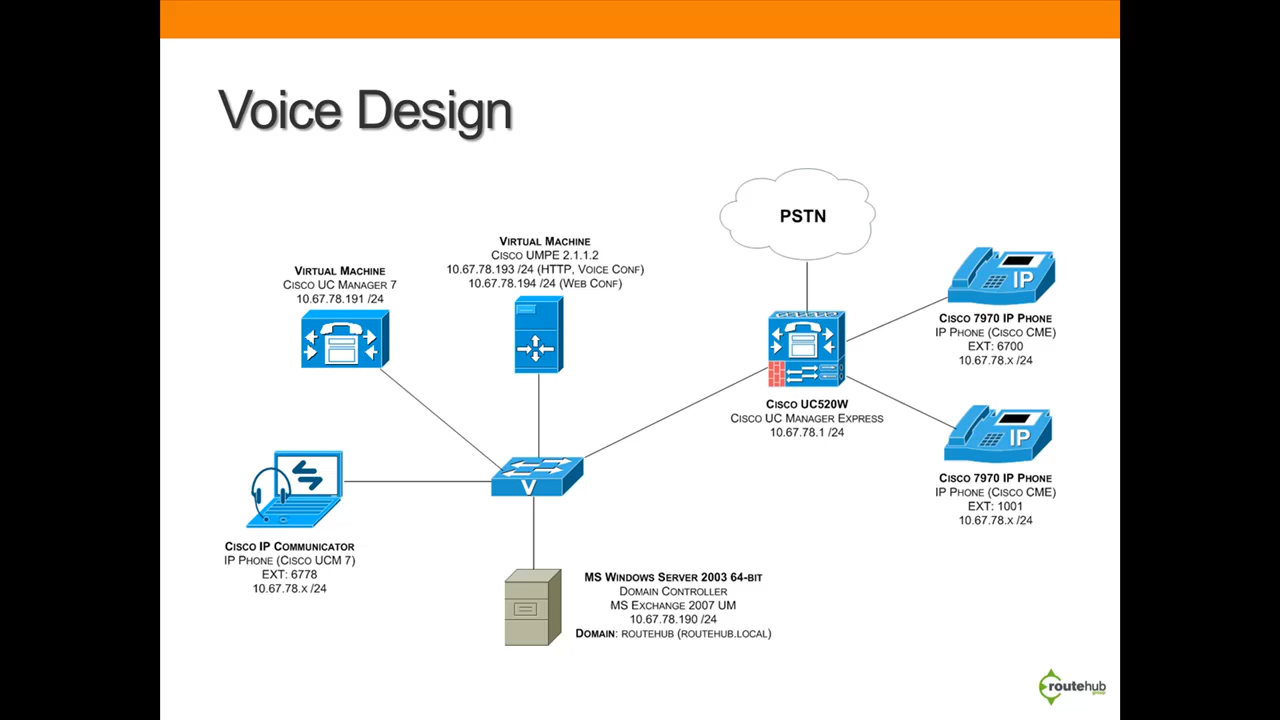 Voice Design
PSTN
VIRTUAL MACHINE
CISCO UMPE 2.1.1.2
10.67.78.193 /24 (HTTP, VOICE CONF)
10.67.78.194 /24 (WEB CONF)
VIRTUAL MACHINE
CISCO UC MANAGER 7
10.67.78.191 /24
IP
CISCO 7970 IP PHONE
IP PHONE (CISCO CME)
EXT: 6700
10.67.78.X /24
CISCO UC520W
CISCO UC MANAGER EXPRESS
10.67.78.1 /24
IP
CISCO 7970 IP PHONE
IP PHONE (CISCO CME)
EXT: 1001
10.67.78.X /24
V
CISCO IP COMMUNICATOR
IP PHONE (CISCO UCM 7)
EXT: 6778
10.67.78.X /24
MS WINDOWS SERVER 2003 64-BIT
DOMAIN CONTROLLER
MS EXCHANGE 2007 UM
10.67.78.190 /24
DOMAIN: ROUTEHUB (ROUTEHUB.LOCAL)
routehub
group